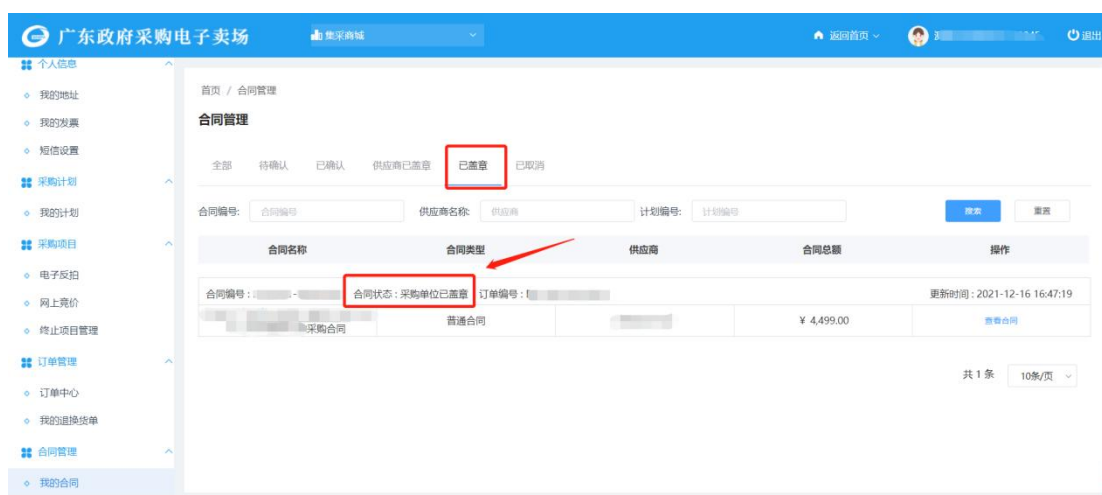 广东政府采购电子卖场 集采商城 返回首页 退出
个人信息
我的地址
我的发票
短信设置
采购计划
我的计划
采购项目
电子反拍
网上竞价
终止项目管理
订单管理
订单中心
我的退换货单
合同管理
我的合同
首页 / 合同管理
合同管理
全部 待确认 已确认 供应商已盖章 已盖章 已取消
合同编号: 合同编号 供应商名称: 供应商 计划编号: 计划编号 搜索 重置
合同名称 合同类型 供应商 合同总额 操作
合同编号: 合同状态:采购单位已盖章 订单编号: 更新时间:2021-12-16 16:47:19
采购合同 普通合同 ¥ 4,499.00 查看合同
共 1 条 10条/页